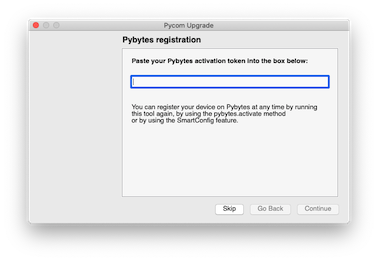 Pycom Upgrade
Pybytes registration
Paste your Pybytes activation token into the box below:
You can register your device on Pybytes at any time by running
this tool again, by using the pybytes.activate method
or by using the SmartConfig feature.
Skip
Go Back
Continue